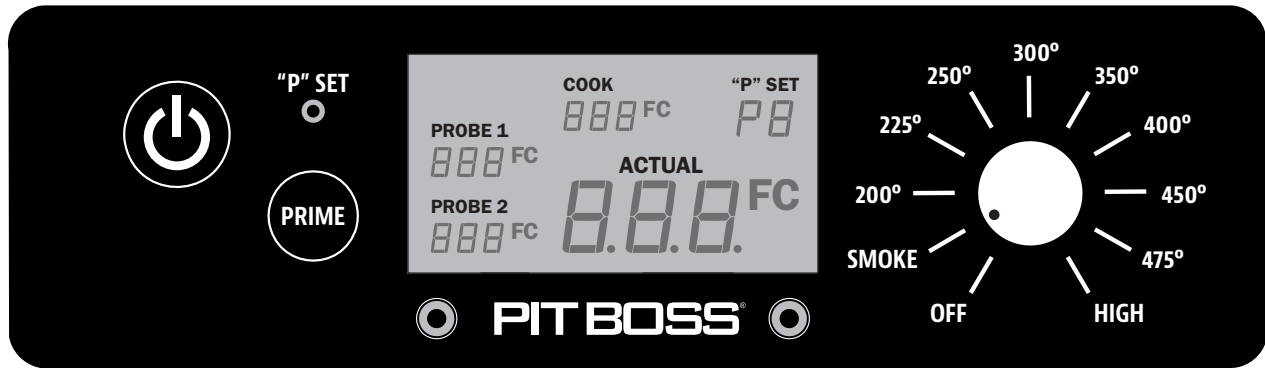 "P" SET
PRIME
COOK
888 FC
"P" SET
P8
PROBE 1
888 FC
PROBE 2
888 FC
ACTUAL
8.8.8. FC
PIT BOSS®
OFF
SMOKE
200º
225º
250º
300º
350º
400º
450º
475º
HIGH